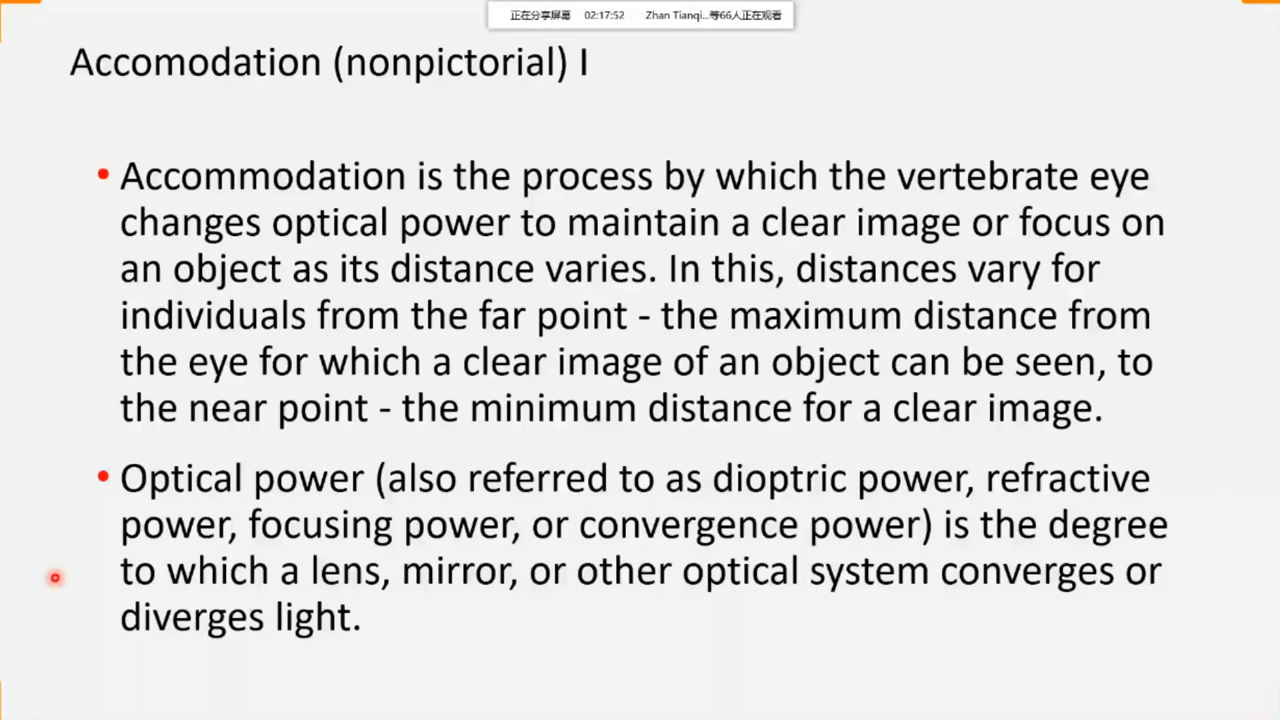 正在分享屏幕 02:17:52 Zhan Tianqi...等66人正在观看
Accomodation (nonpictorial) I
• Accommodation is the process by which the vertebrate eye
changes optical power to maintain a clear image or focus on
an object as its distance varies. In this, distances vary for
individuals from the far point - the maximum distance from
the eye for which a clear image of an object can be seen, to
the near point - the minimum distance for a clear image.
• Optical power (also referred to as dioptric power, refractive
power, focusing power, or convergence power) is the degree
to which a lens, mirror, or other optical system converges or
diverges light.